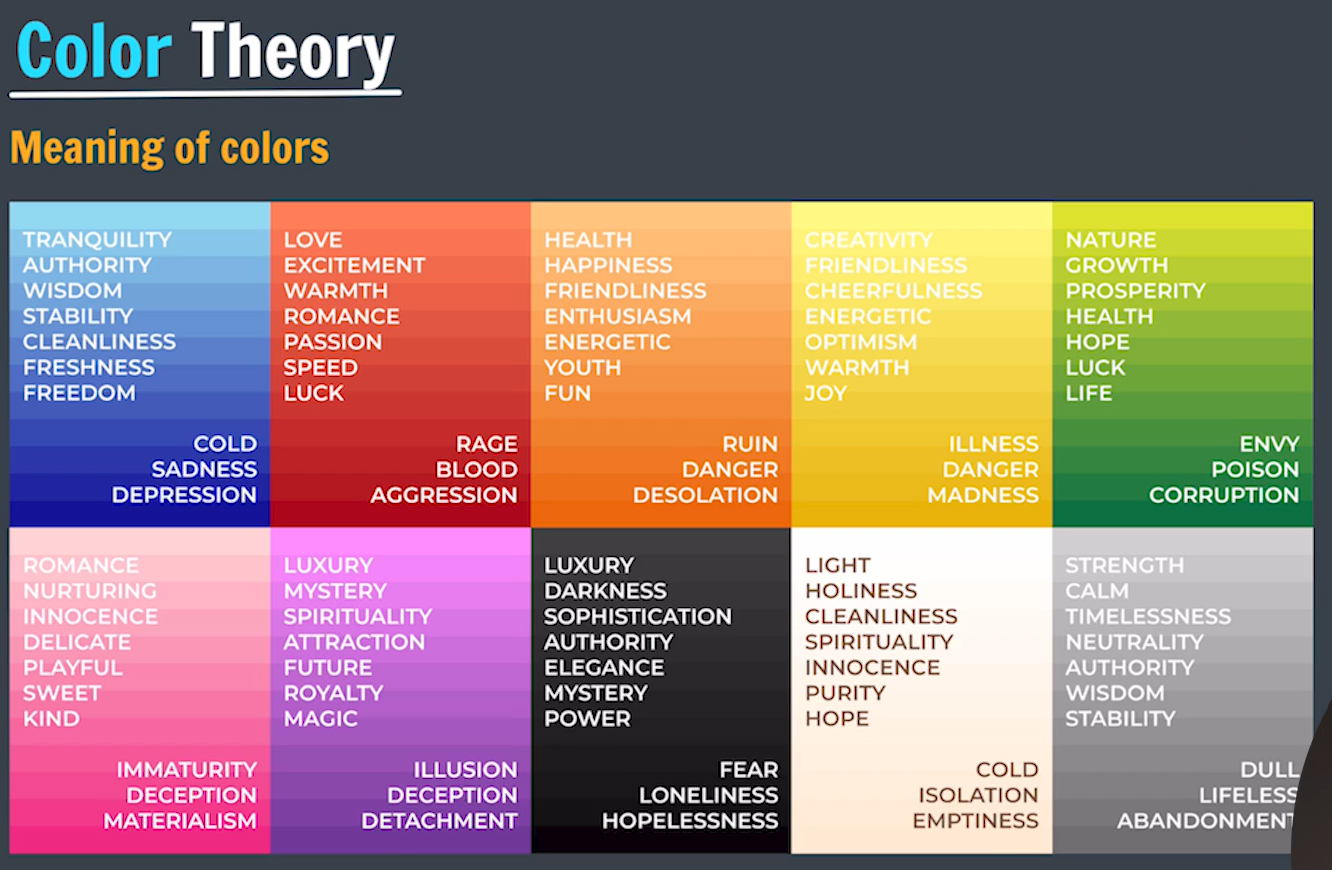 Color Theory
Meaning of colors
TRANQUILITY
AUTHORITY
WISDOM
STABILITY
CLEANLINESS
FRESHNESS
FREEDOM
COLD
SADNESS
DEPRESSION
LOVE
EXCITEMENT
WARMTH
ROMANCE
PASSION
SPEED
LUCK
RAGE
BLOOD
AGGRESSION
HEALTH
HAPPINESS
FRIENDLINESS
ENTHUSIASM
ENERGETIC
YOUTH
FUN
RUIN
DANGER
DESOLATION
CREATIVITY
FRIENDLINESS
CHEERFULNESS
ENERGETIC
OPTIMISM
WARMTH
JOY
ILLNESS
DANGER
MADNESS
NATURE
GROWTH
PROSPERITY
HEALTH
HOPE
LUCK
LIFE
ENVY
POISON
CORRUPTION
ROMANCE
NURTURING
INNOCENCE
DELICATE
PLAYFUL
SWEET
KIND
IMMATURITY
DECEPTION
MATERIALISM
LUXURY
MYSTERY
SPIRITUALITY
ATTRACTION
FUTURE
ROYALTY
MAGIC
ILLUSION
DECEPTION
DETACHMENT
LUXURY
DARKNESS
SOPHISTICATION
AUTHORITY
ELEGANCE
MYSTERY
POWER
FEAR
LONELINESS
HOPELESSNESS
LIGHT
HOLINESS
CLEANLINESS
SPIRITUALITY
INNOCENCE
PURITY
HOPE
COLD
ISOLATION
EMPTINESS
STRENGTH
CALM
TIMELESSNESS
NEUTRALITY
AUTHORITY
WISDOM
STABILITY
DULL
LIFELESS
ABANDONMENT